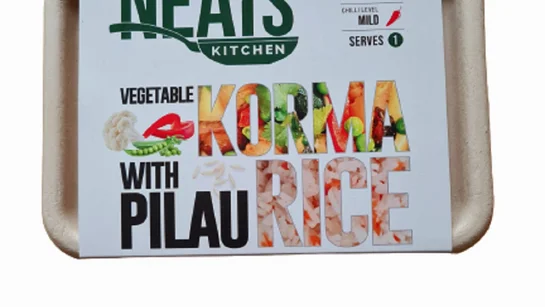 NEATS
KITCHEN
CHILLI LEVEL
MILD
SERVES 1
VEGETABLE KORMA
WITH
PILAU RICE